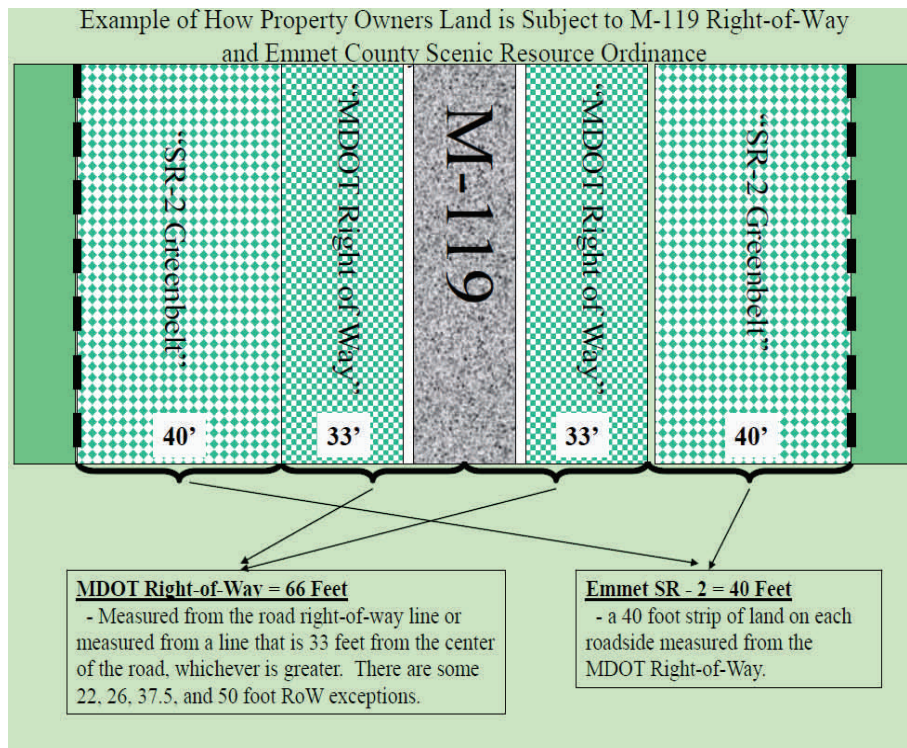 Example of How Property Owners Land is Subject to M-119 Right-of-Way
and Emmet County Scenic Resource Ordinance
“SR-2 Greenbelt”
“MDOT Right of Way”
M-119
“MDOT Right of Way”
“SR-2 Greenbelt”
40’
33’
33’
40’
MDOT Right-of-Way = 66 Feet
- Measured from the road right-of-way line or
measured from a line that is 33 feet from the center
of the road, whichever is greater. There are some
22, 26, 37.5, and 50 foot RoW exceptions.
Emmet SR - 2 = 40 Feet
- a 40 foot strip of land on each
roadside measured from the
MDOT Right-of-Way.